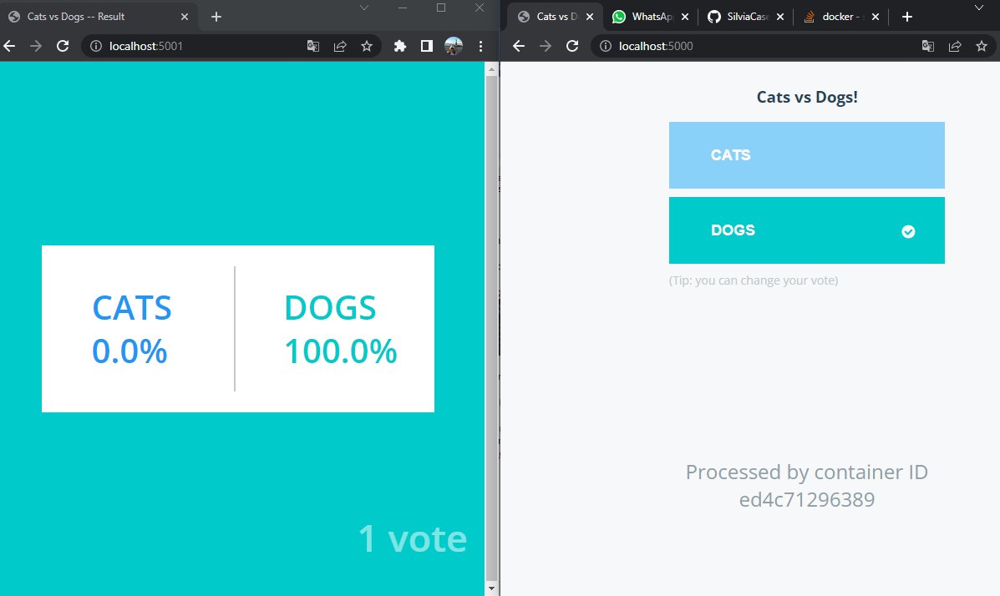 Cats vs Dogs -- Result
localhost:5001
CATS
0.0%
DOGS
100.0%
1 vote
Cats vs D
WhatsAp
SilviaCase
docker -
localhost:5000
Cats vs Dogs!
CATS
DOGS
(Tip: you can change your vote)
Processed by container ID
ed4c71296389